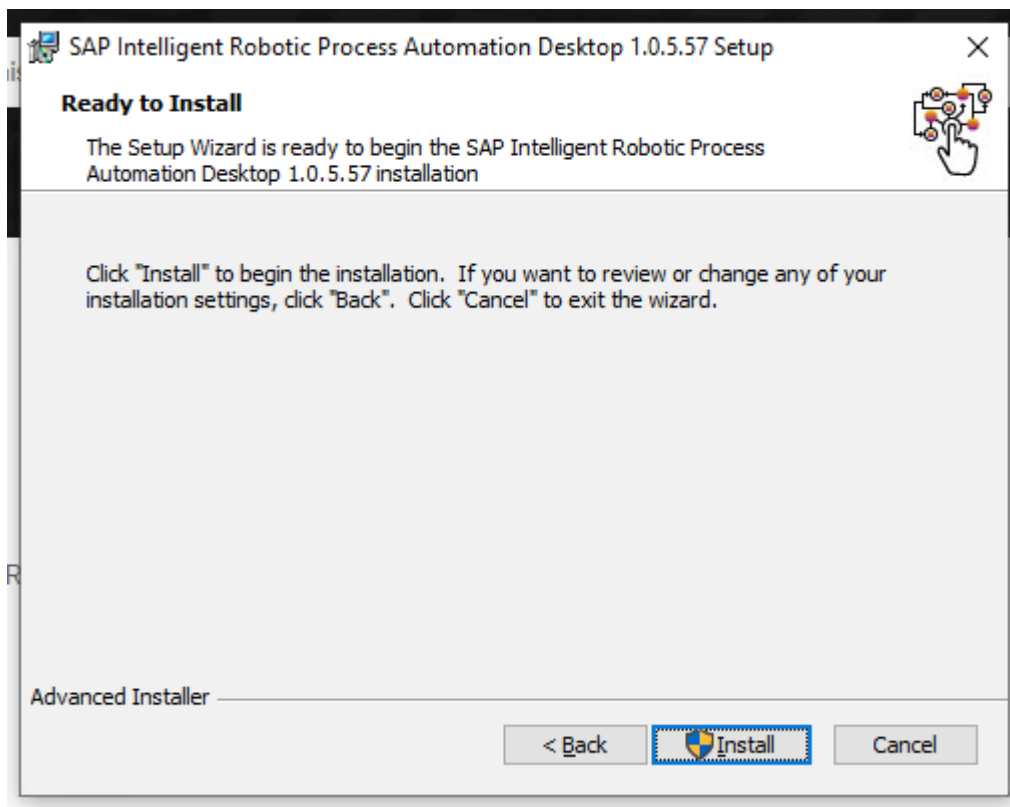 SAP Intelligent Robotic Process Automation Desktop 1.0.5.57 Setup
Ready to Install
The Setup Wizard is ready to begin the SAP Intelligent Robotic Process
Automation Desktop 1.0.5.57 installation
Click "Install" to begin the installation.  If you want to review or change any of your
installation settings, click "Back".  Click "Cancel" to exit the wizard.
R
Advanced Installer
< Back
Install
Cancel